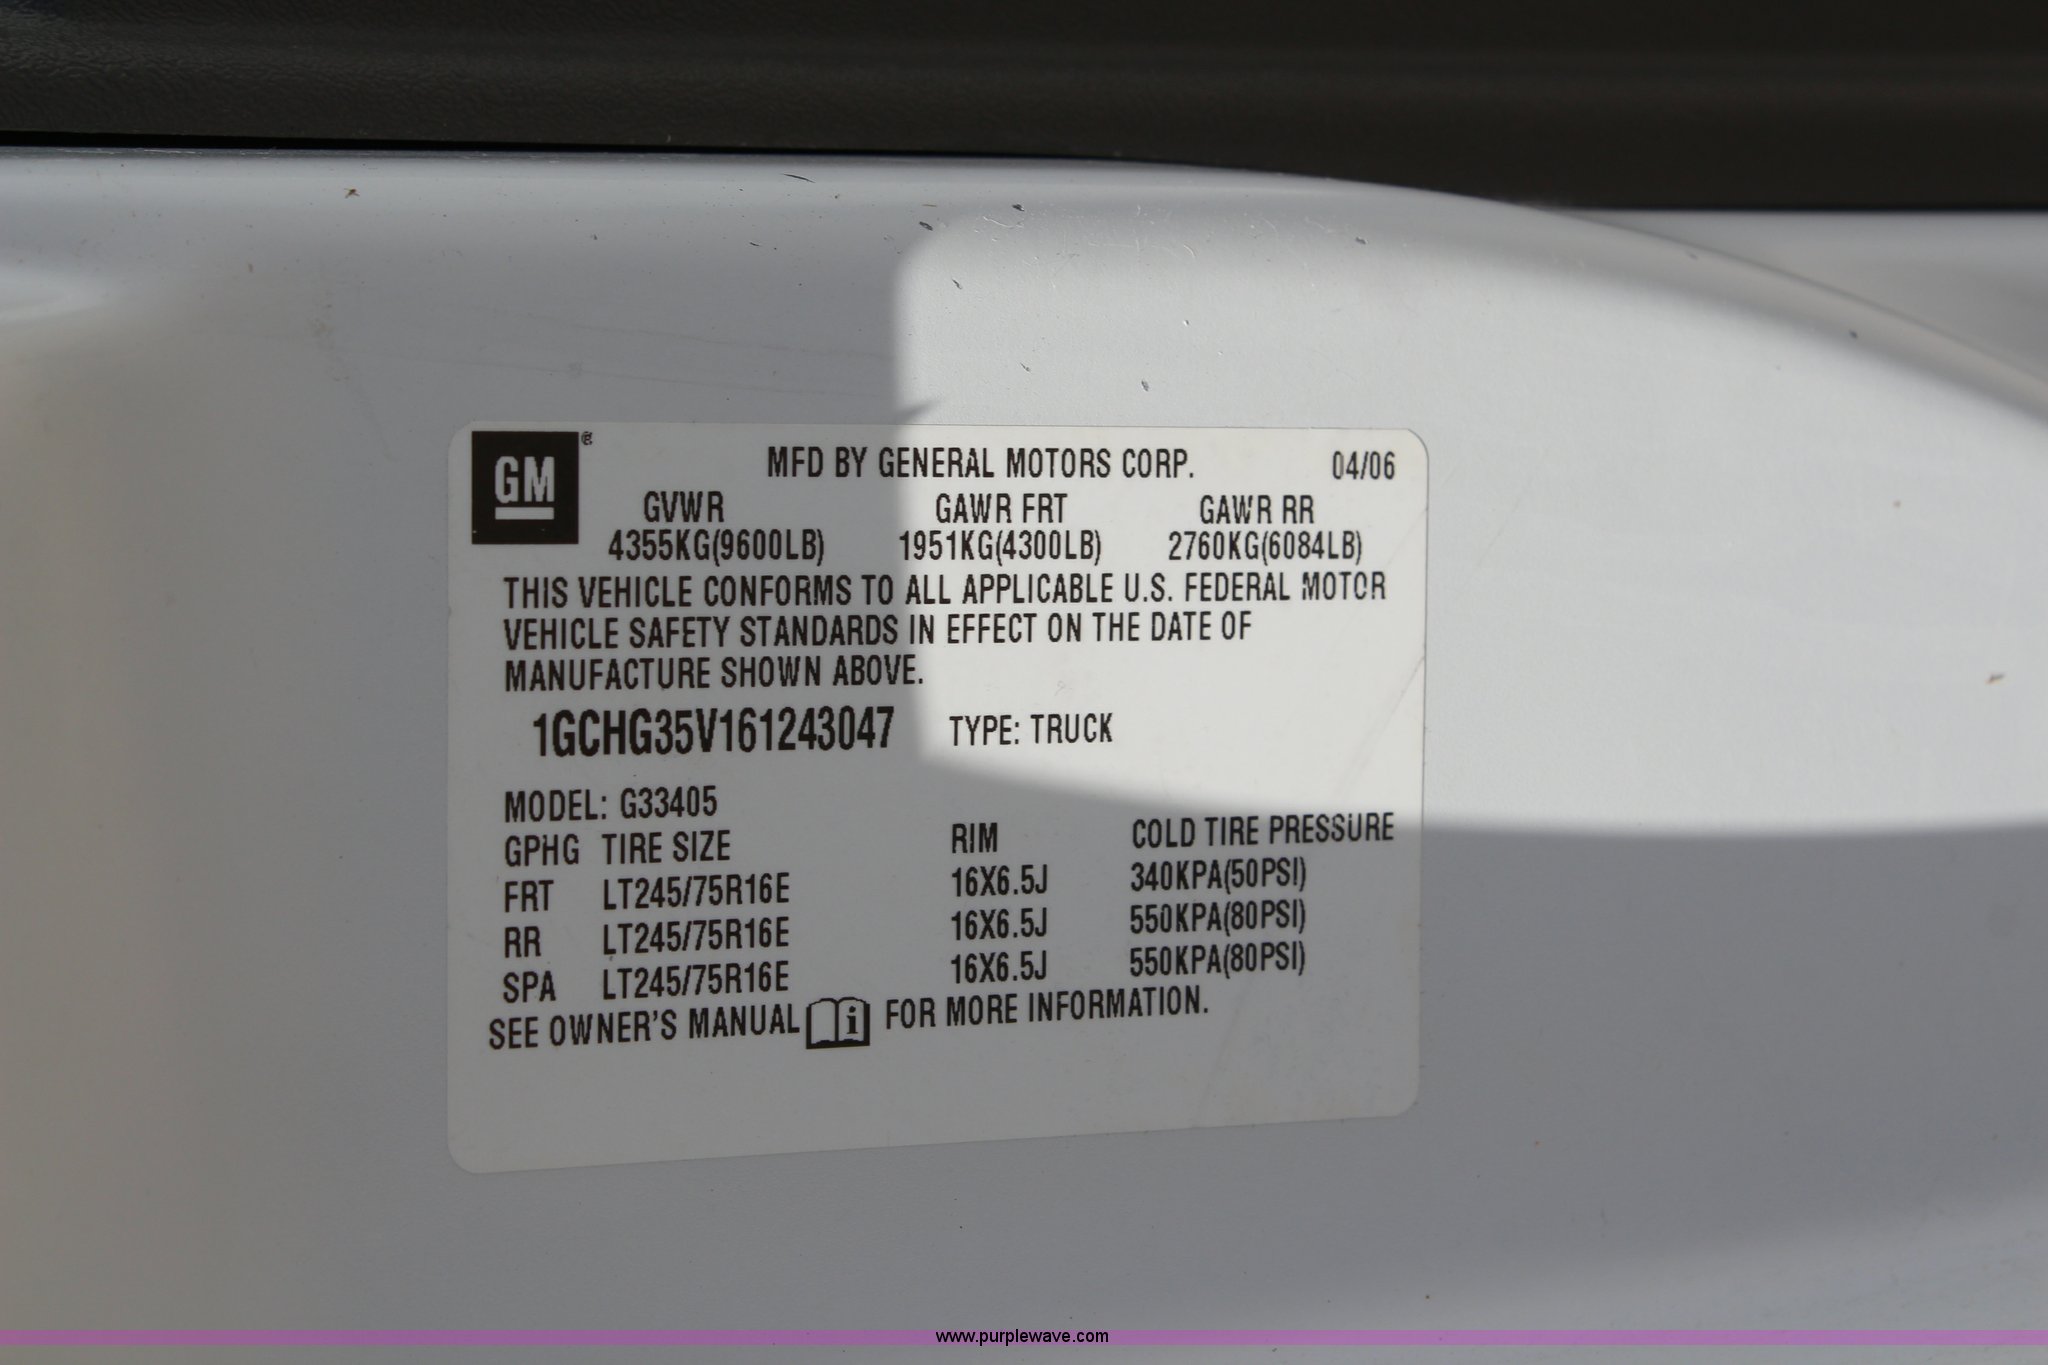 GM ®
MFD BY GENERAL MOTORS CORP. 04/06
GVWR GAWR FRT GAWR RR
4355KG(9600LB) 1951KG(4300LB) 2760KG(6084LB)
THIS VEHICLE CONFORMS TO ALL APPLICABLE U.S. FEDERAL MOTOR
VEHICLE SAFETY STANDARDS IN EFFECT ON THE DATE OF
MANUFACTURE SHOWN ABOVE.
1GCHG35V161243047 TYPE: TRUCK
MODEL: G33405
GPHG TIRE SIZE RIM COLD TIRE PRESSURE
FRT LT245/75R16E 16X6.5J 340KPA(50PSI)
RR LT245/75R16E 16X6.5J 550KPA(80PSI)
SPA LT245/75R16E 16X6.5J 550KPA(80PSI)
SEE OWNER'S MANUAL i FOR MORE INFORMATION.
www.purplewave.com